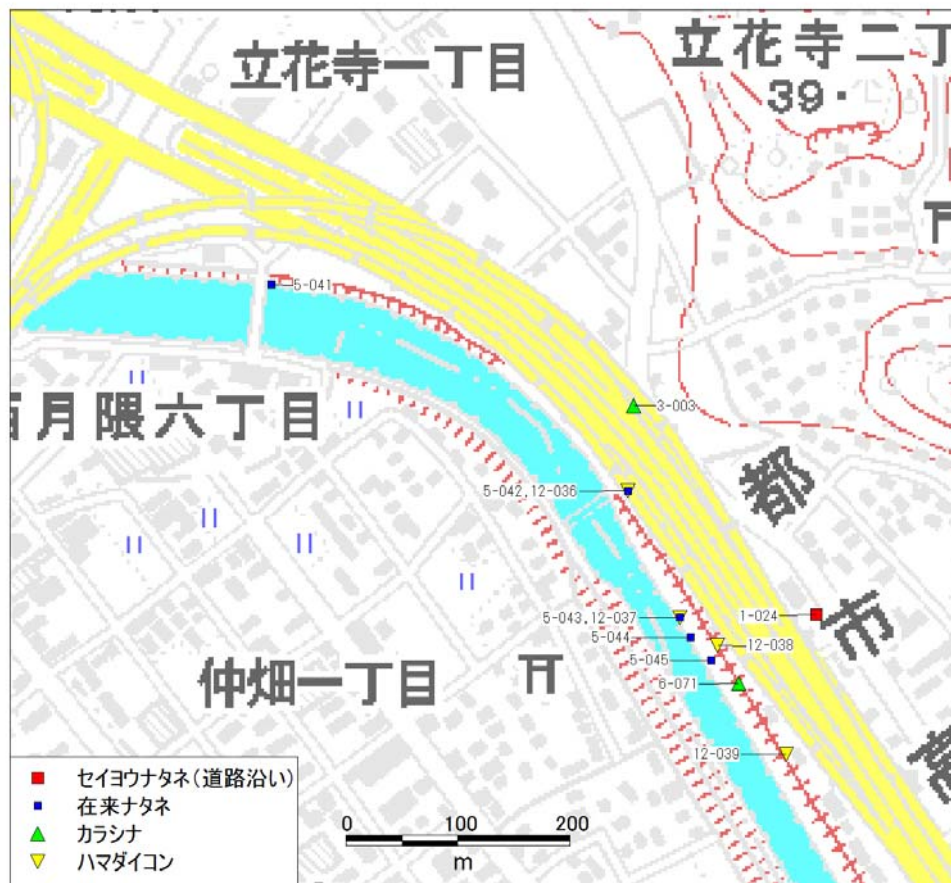 立花寺一丁目
立花寺二丁
39
5-041
月隈六丁目
3-003
都
5-042,12-036
市
1-024
5-043,12-037
5-044
12-038
5-045
仲畑一丁目
6-071
12-039
セイヨウナタネ(道路沿い)
在来ナタネ
カラシナ
ハマダイコン
0 100 200
m